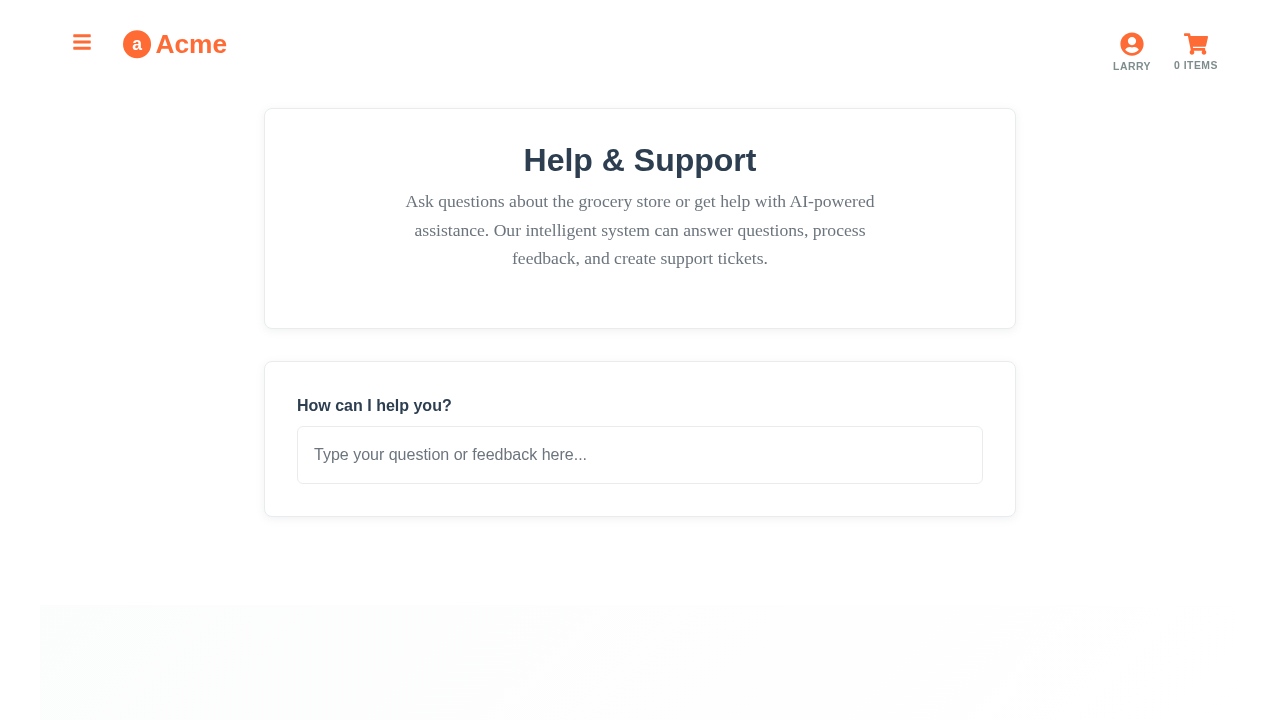 a Acme
LARRY
0 ITEMS
Help & Support
Ask questions about the grocery store or get help with AI-powered
assistance. Our intelligent system can answer questions, process
feedback, and create support tickets.
How can I help you?
Type your question or feedback here...